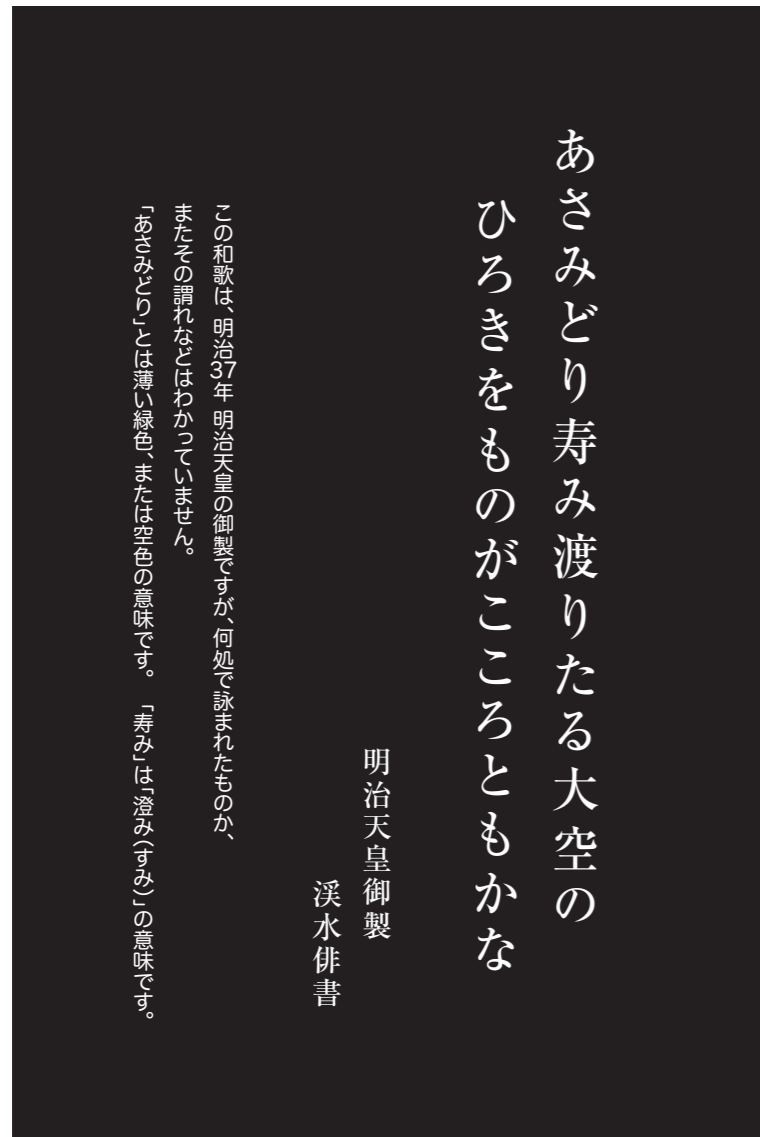 あさみどり寿み渡りたる大空の
ひろきをものがこころともかな
明治天皇御製
渓水俳書
この和歌は、明治37年 明治天皇の御製ですが、何処で詠まれたものか、
またその謂れなどはわかっていません。
「あさみどり」とは薄い緑色、または空色の意味です。 「寿み」は「澄み(すみ)」の意味です。